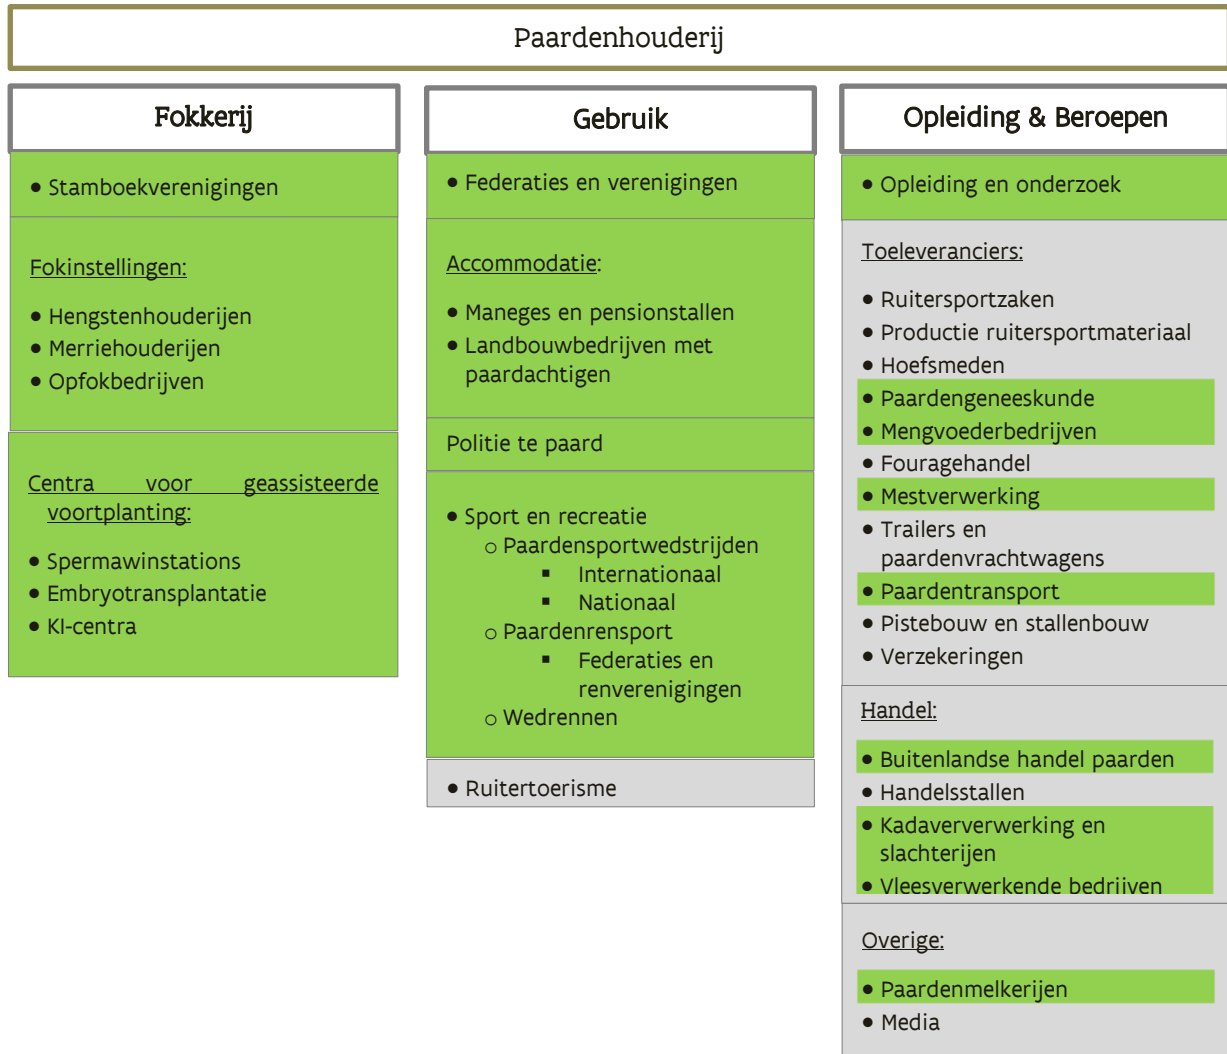 Paardenhouderij
Fokkerij
• Stamboekverenigingen
Fokinstellingen:
• Hengstenhouderijen
• Merriehouderijen
• Opfokbedrijven
Centra voor geassisteerde
voortplanting:
• Spermawinstations
• Embryotransplantatie
• KI-centra
Gebruik
• Federaties en verenigingen
Accommodatie:
• Maneges en pensionstallen
• Landbouwbedrijven met
paardachtigen
Politie te paard
• Sport en recreatie
o Paardensportwedstrijden
▪ Internationaal
▪ Nationaal
o Paardenrensport
▪ Federaties en
renverenigingen
o Wedrennen
• Ruitertoerisme
Opleiding & Beroepen
• Opleiding en onderzoek
Toeleveranciers:
• Ruitersportzaken
• Productie ruitersportmateriaal
• Hoefsmeden
• Paardengeneeskunde
• Mengvoederbedrijven
• Fouragehandel
• Mestverwerking
• Trailers en
paardenvrachtwagens
• Paardentransport
• Pistebouw en stallenbouw
• Verzekeringen
Handel:
• Buitenlandse handel paarden
• Handelsstallen
• Kadaververwerking en
slachterijen
• Vleesverwerkende bedrijven
Overige:
• Paardenmelkerijen
• Media